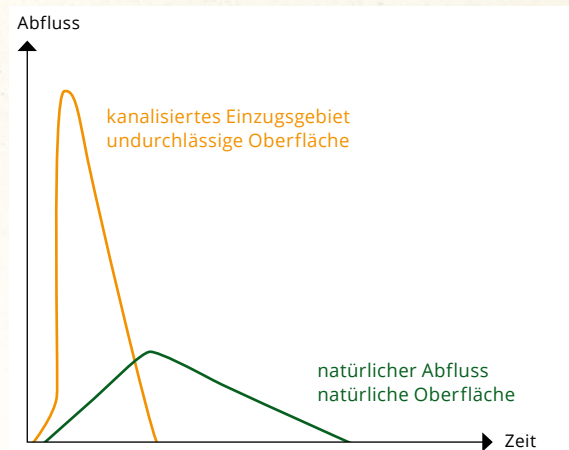 Abfluss
kanalisiertes Einzugsgebiet
undurchlässige Oberfläche
natürlicher Abfluss
natürliche Oberfläche
Zeit